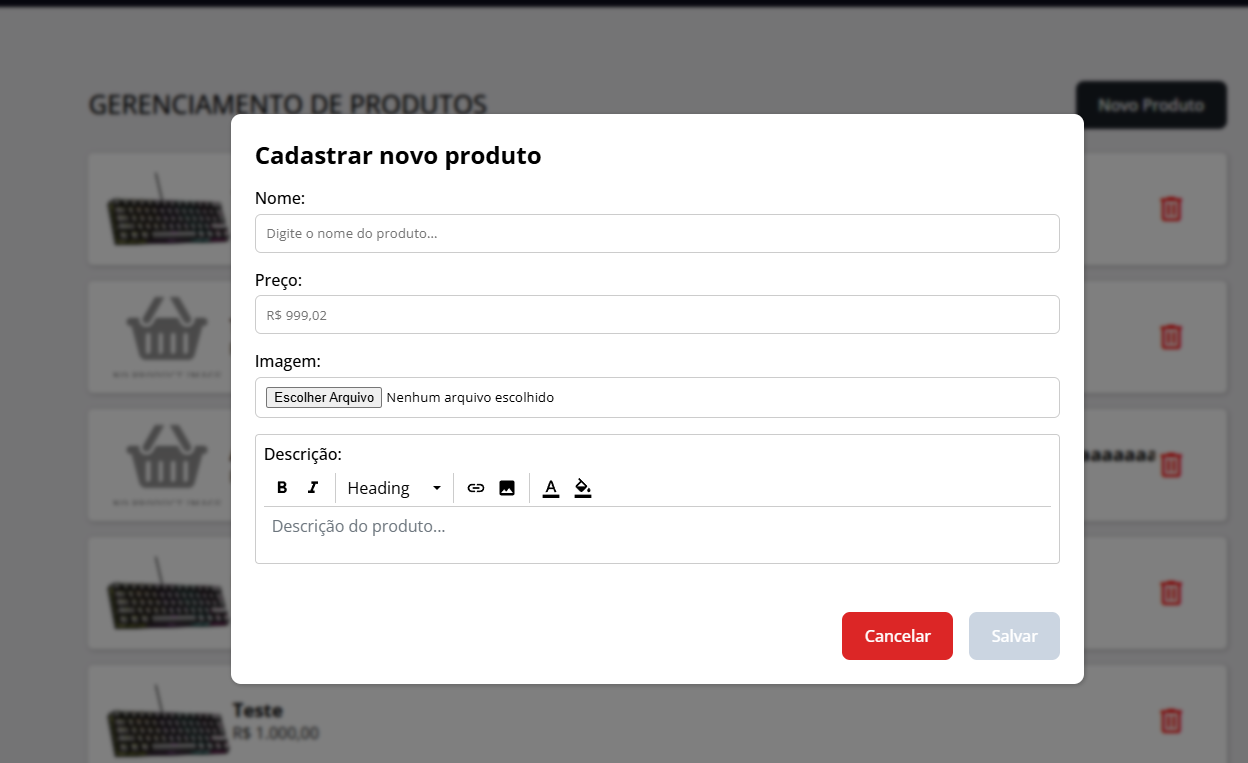 GERENCIAMENTO DE PRODUTOS
Novo Produto
Cadastrar novo produto
Nome:
Digite o nome do produto...
Preço:
R$ 999,02
Imagem:
Escolher Arquivo Nenhum arquivo escolhido
Descrição:
B I Heading A
Descrição do produto...
Cancelar Salvar
Teste
R$ 1.000,00